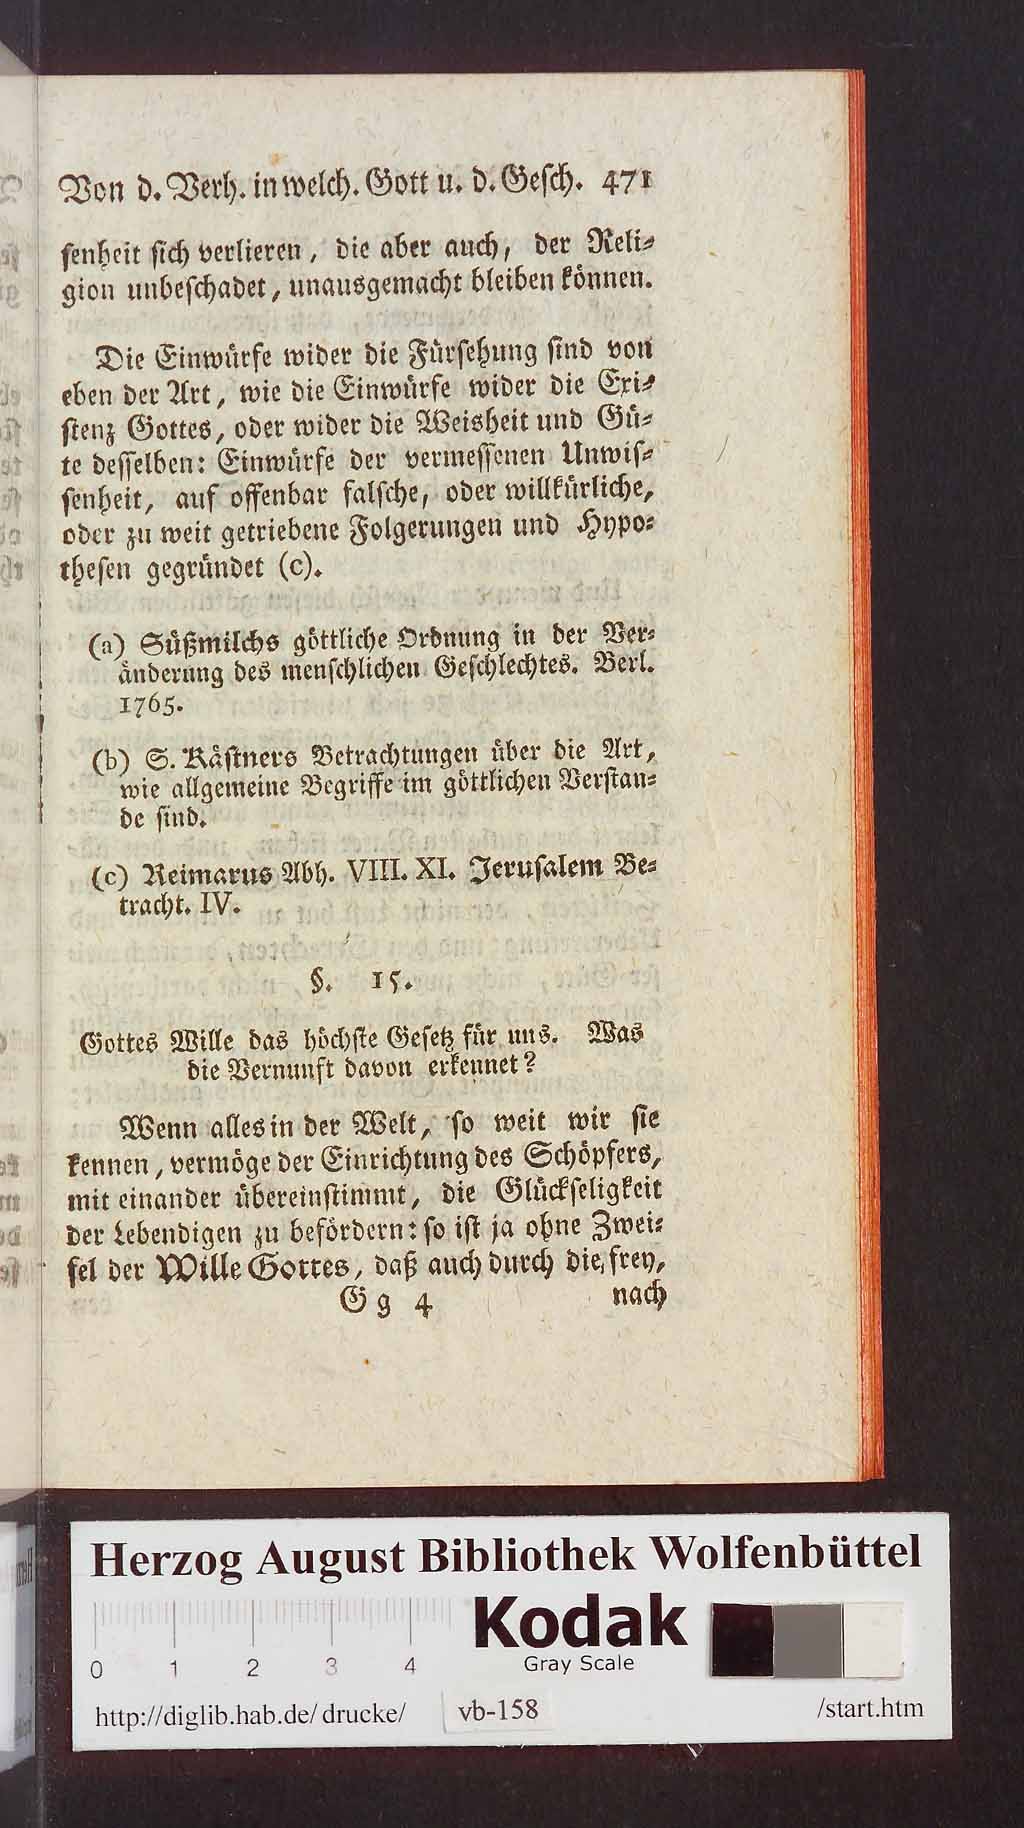 Von d. Verh. in welch. Gott u. d. Gesch. 471
senheit sich verlieren, die aber auch, der Reli-
gion unbeschadet, unausgemacht bleiben können.
Die Einwürfe wider die Fürsehung sind von
eben der Art, wie die Einwürfe wider die Exi-
stenz Gottes, oder wider die Weisheit und Gü-
te desselben: Einwürfe der vermessenen Unwis-
senheit, auf offenbar falsche, oder willkürliche,
oder zu weit getriebene Folgerungen und Hypo-
thesen gegründet (c).
(a) Süßmilchs göttliche Ordnung in der Ver-
änderung des menschlichen Geschlechtes. Berl.
1765.
(b) S. Kästners Betrachtungen über die Art,
wie allgemeine Begriffe im göttlichen Verstan-
de sind.
(c) Reimarus Abh. VIII. XI. Jerusalem Be-
tracht. IV.
§. 15.
Gottes Wille das höchste Gesetz für uns. Was
die Vernunft davon erkennet?
Wenn alles in der Welt, so weit wir sie
kennen, vermöge der Einrichtung des Schöpfers,
mit einander übereinstimmt, die Glückseligkeit
der Lebendigen zu befördern: so ist ja ohne Zwei-
fel der Wille Gottes, daß auch durch die, frey,
Gg 4 nach
Herzog August Bibliothek Wolfenbüttel
Kodak
Gray Scale
0 1 2 3 4
http://diglib.hab.de/drucke/ vb-158 /start.htm